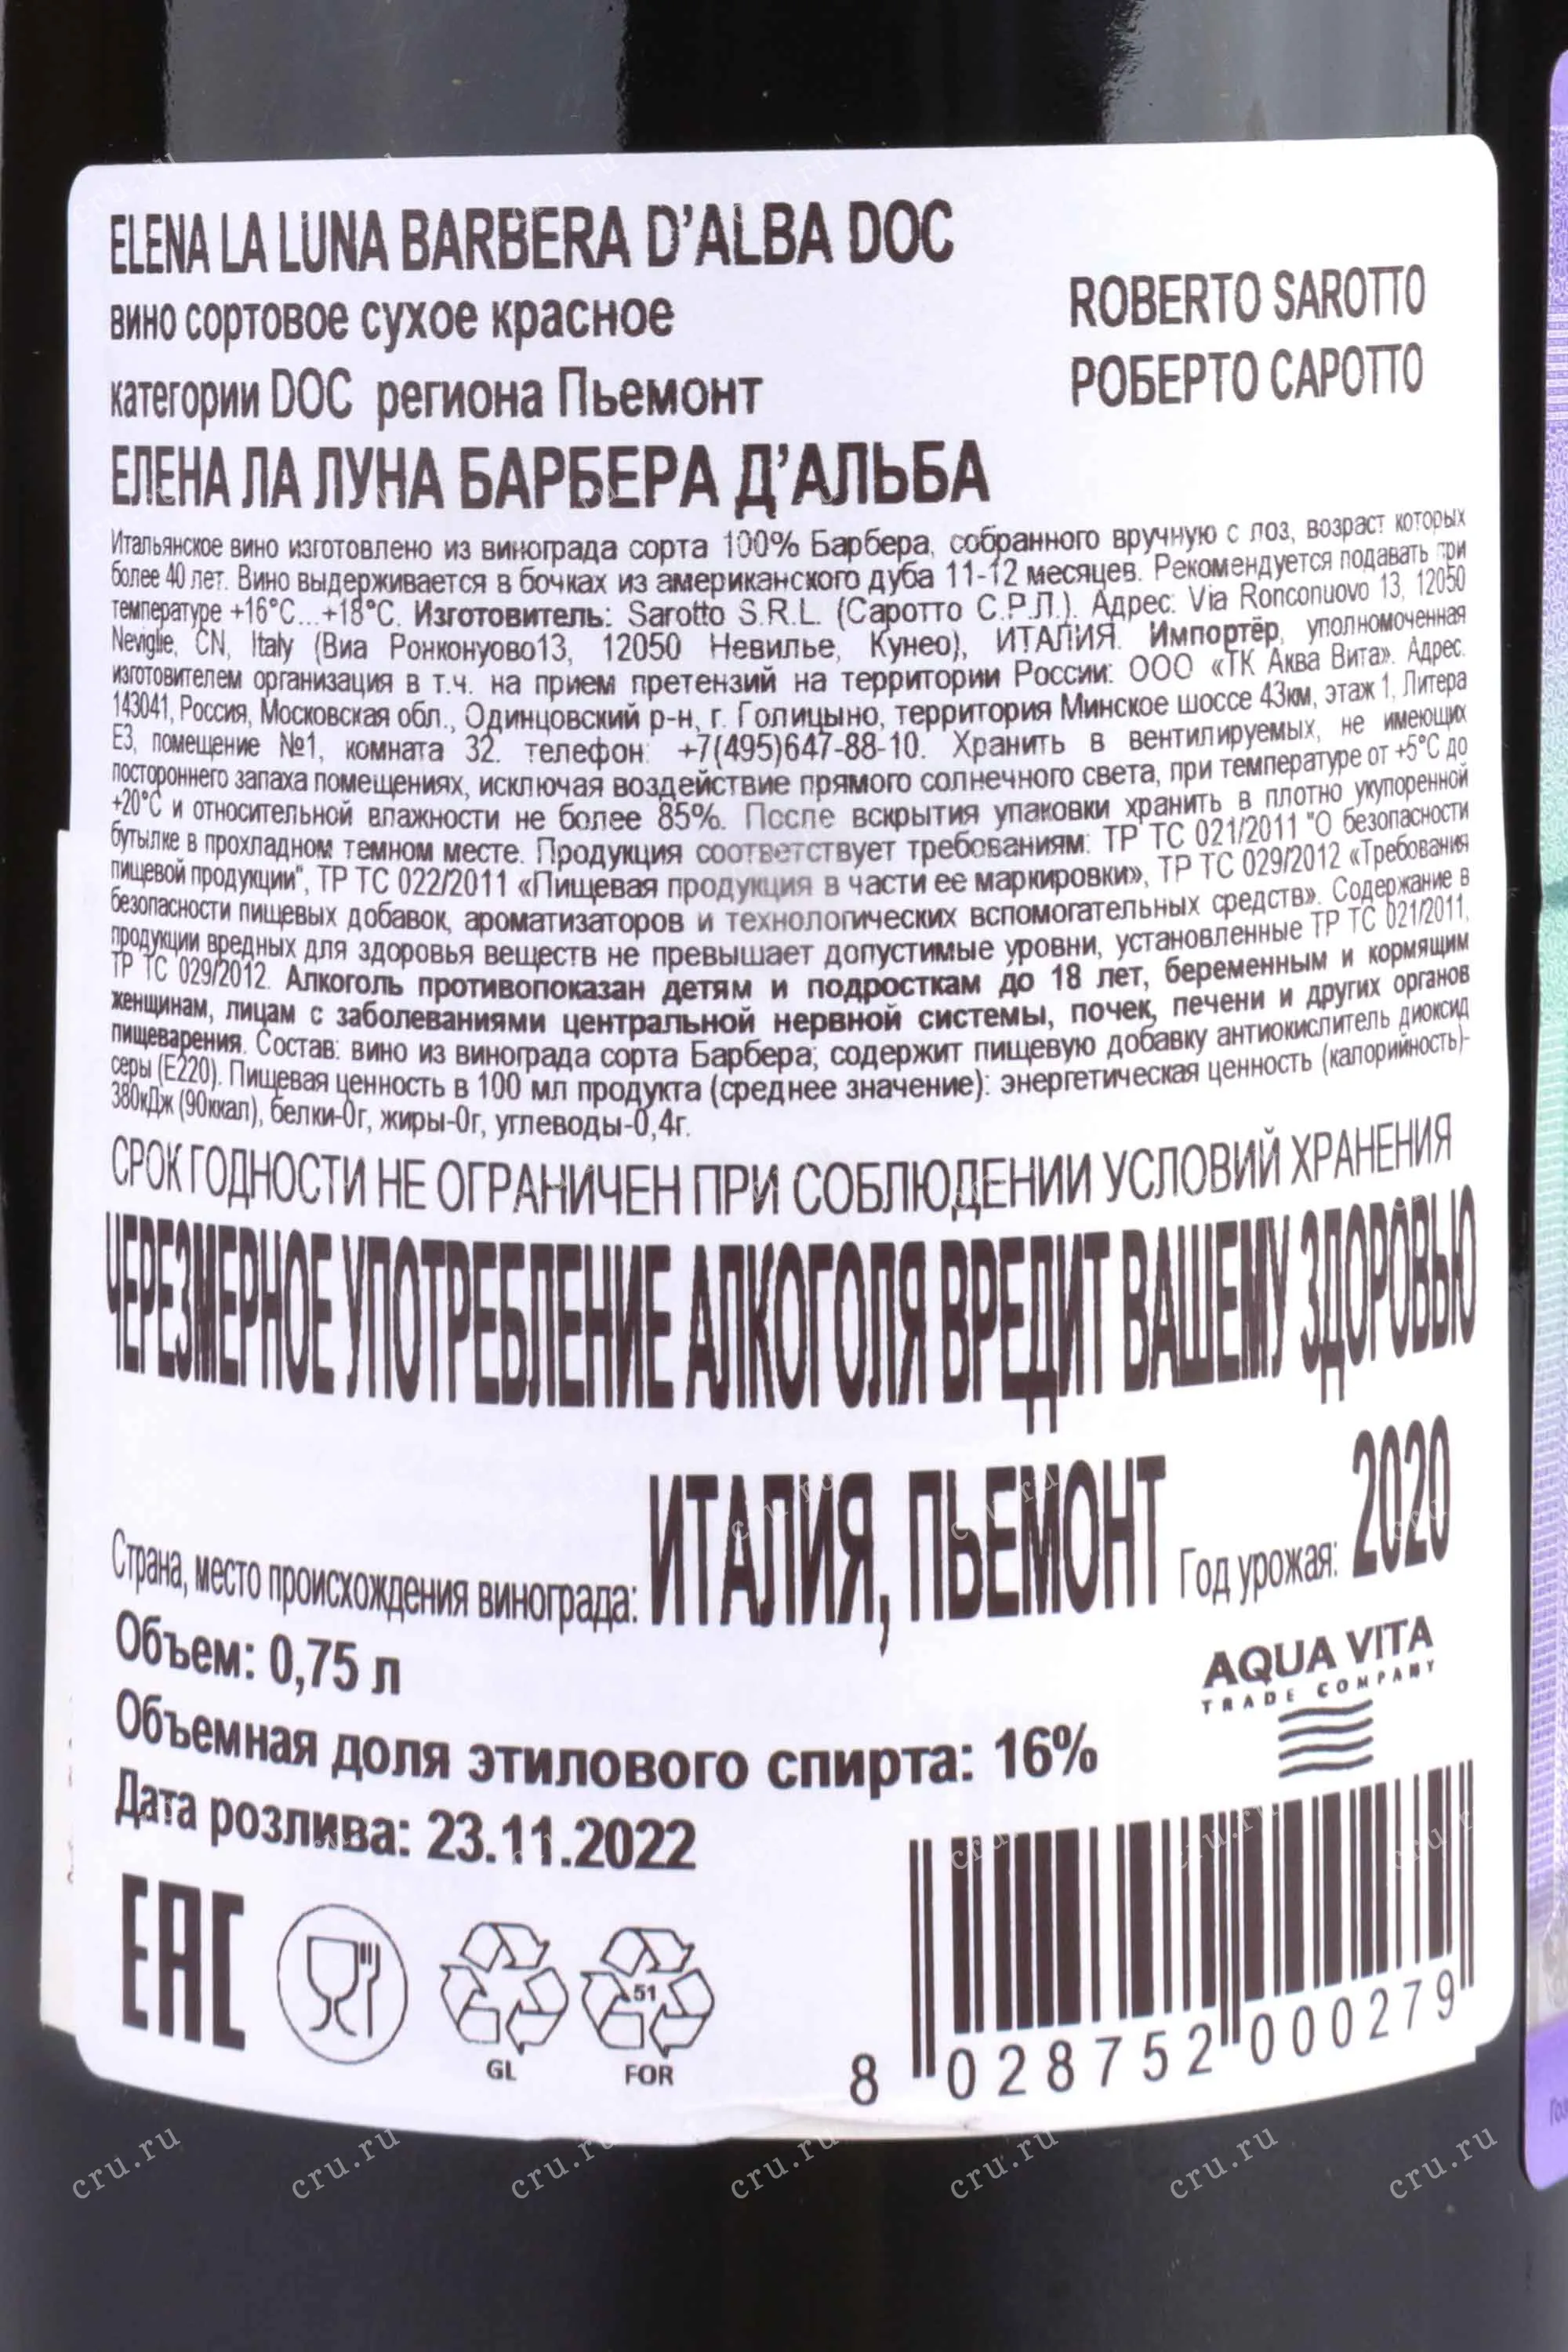 ELENA LA LUNA BARBERA D’ALBA DOC
вино сортовое сухое красное
категории DOC региона Пьемонт
ROBERTO SAROTTO
РОБЕРТО САРОТТО
ЕЛЕНА ЛА ЛУНА БАРБЕРА Д’АЛЬБА
Итальянское вино изготовлено из винограда сорта 100% Барбера, собранного вручную с лоз, возраст которых
более 40 лет. Вино выдерживается в бочках из американского дуба 11-12 месяцев. Рекомендуется подавать при
температуре +16°С...+18°С. Изготовитель: Sarotto S.R.L. (Саротто С.Р.Л.). Адрес: Via Ronconuovo 13, 12050
Neviglie, CN, Italy (Виа Ронконуово13, 12050 Невилье, Кунео), ИТАЛИЯ. Импортёр, уполномоченная
изготовителем организация в т.ч. на прием претензий на территории России: ООО «ТК Аква Вита». Адрес:
143041, Россия, Московская обл., Одинцовский р-н, г. Голицыно, территория Минское шоссе 43км, этаж 1, Литера
Е3, помещение №1, комната 32. телефон: +7(495)647-88-10. Хранить в вентилируемых, не имеющих
постороннего запаха помещениях, исключая воздействие прямого солнечного света, при температуре от +5°С до
+20°С и относительной влажности не более 85%. После вскрытия упаковки хранить в плотно укупоренной
бутылке в прохладном темном месте. Продукция соответствует требованиям: ТР ТС 021/2011 "О безопасности
пищевой продукции", ТР ТС 022/2011 «Пищевая продукция в части ее маркировки», ТР ТС 029/2012 «Требования
безопасности пищевых добавок, ароматизаторов и технологических вспомогательных средств». Содержание в
продукции вредных для здоровья веществ не превышает допустимые уровни, установленные ТР ТС 021/2011,
ТР ТС 029/2012. Алкоголь противопоказан детям и подросткам до 18 лет, беременным и кормящим
женщинам, лицам с заболеваниями центральной нервной системы, почек, печени и других органов
пищеварения. Состав: вино из винограда сорта Барбера; содержит пищевую добавку антиокислитель диоксид
серы (Е220). Пищевая ценность в 100 мл продукта (среднее значение): энергетическая ценность (калорийность)-
380кДж (90ккал), белки-0г, жиры-0г, углеводы-0,4г.
СРОК ГОДНОСТИ НЕ ОГРАНИЧЕН ПРИ СОБЛЮДЕНИИ УСЛОВИЙ ХРАНЕНИЯ
ЧЕРЕЗМЕРНОЕ УПОТРЕБЛЕНИЕ АЛКОГОЛЯ ВРЕДИТ ВАШЕМУ ЗДОРОВЬЮ
Страна, место происхождения винограда: ИТАЛИЯ, ПЬЕМОНТ Год урожая: 2020
Объем: 0,75 л
Объемная доля этилового спирта: 16%
Дата розлива: 23.11.2022
AQUA VITA
TRADE COMPANY
EAC
GL
51
FOR
8 028752 000279
cru.ru cru.ru cru.ru cru.ru cru.ru cru.ru cru.ru